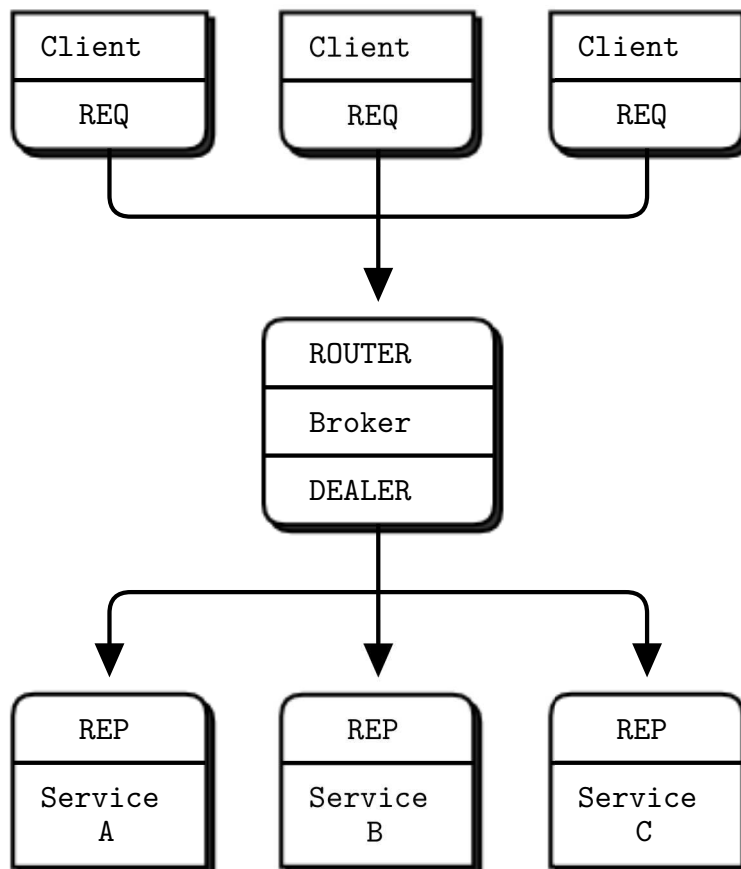 Client
Client
Client
REQ
REQ
REQ
ROUTER
Broker
DEALER
REP
REP
REP
Service
A
Service
B
Service
C